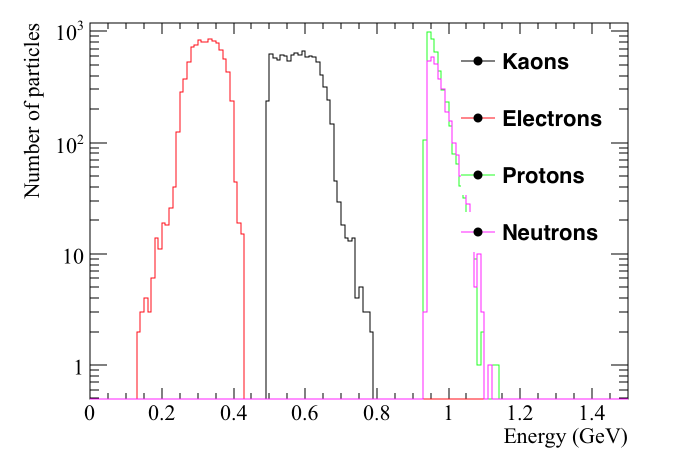 Number of particles
10³
10²
10
1
Kaons
Electrons
Protons
Neutrons
0 0.2 0.4 0.6 0.8 1 1.2 1.4
Energy (GeV)